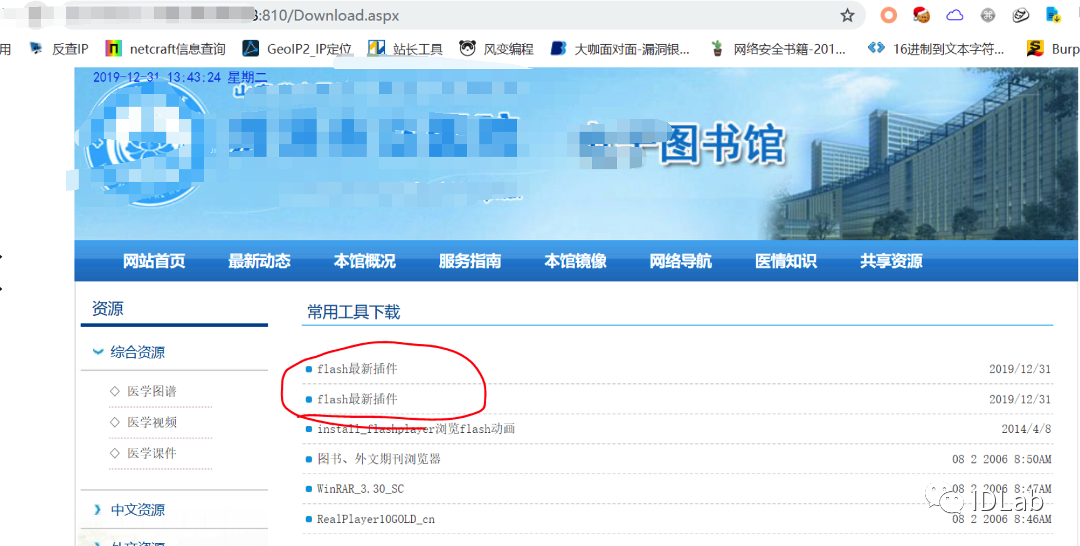 :810/Download.aspx
用 反查IP netcraft信息查询 GeoIP2_IP定位 站长工具 风变编程 大咖面对面-漏洞银... 网络安全书籍-201... 16进制到文本字符... Burp
2019-12-31 13:43:24 星期二
图书馆
网站首页 最新动态 本馆概况 服务指南 本馆镜像 网络导航 医情知识 共享资源
资源
综合资源
医学图谱
医学视频
医学课件
中文资源
外文资源
常用工具下载
flash最新插件 2019/12/31
flash最新插件 2019/12/31
install_flashplayer浏览flash动画 2014/4/8
图书、外文期刊浏览器 08 2 2006 8:50AM
WinRAR_3.30_SC 08 2 2006 8:47AM
RealPlayer10GOLD_cn 08 2 2006 8:46AM
IDLab